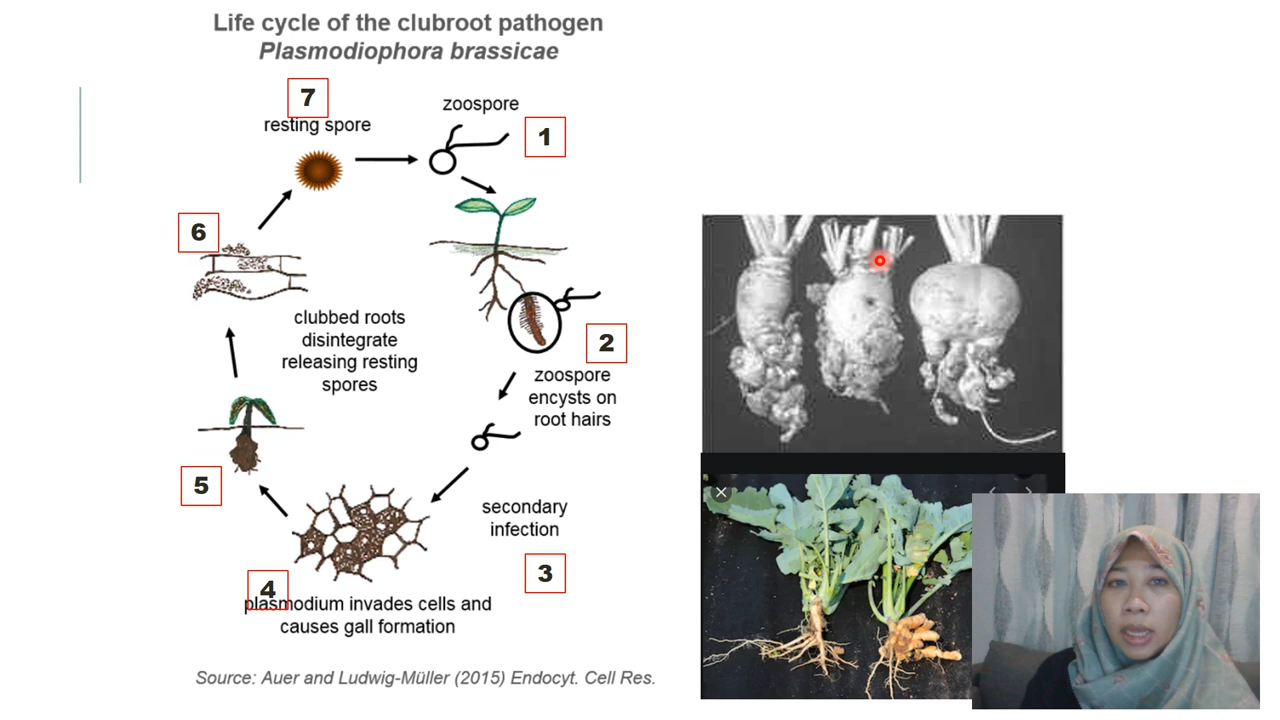 Life cycle of the clubroot pathogen
Plasmodiophora brassicae
7
resting spore
zoospore
1
6
clubbed roots
disintegrate
releasing resting
spores
2
zoospore
encysts on
root hairs
5
secondary
infection
3
4
plasmodium invades cells and
causes gall formation
Source: Auer and Ludwig-Müller (2015) Endocyt. Cell Res.